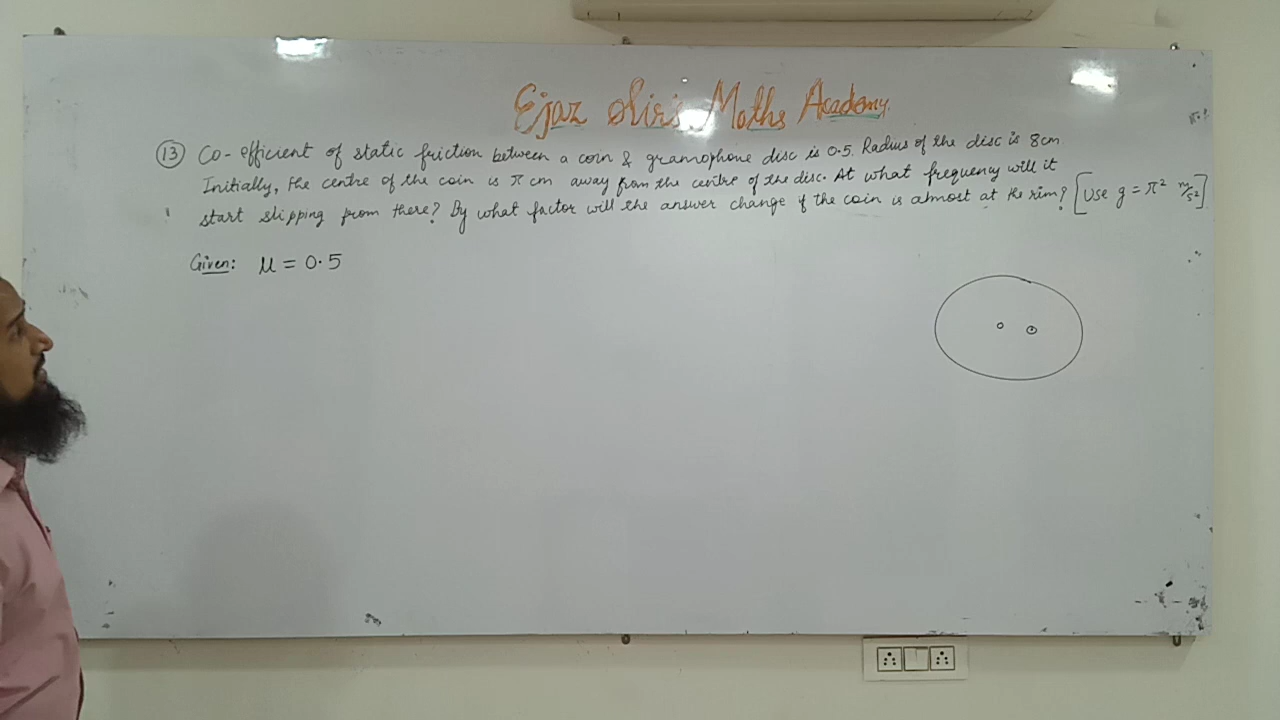 Ejaz Sir's Maths Academy.
13 Co-efficient of static friction between a coin & gramophone disc is 0.5. Radius of the disc is 8cm
Initially, the centre of the coin is π cm away from the centre of the disc. At what frequency will it
start slipping from there? By what factor will the answer change if the coin is almost at the rim? [Use g = π² m/s²]
Given: μ = 0.5